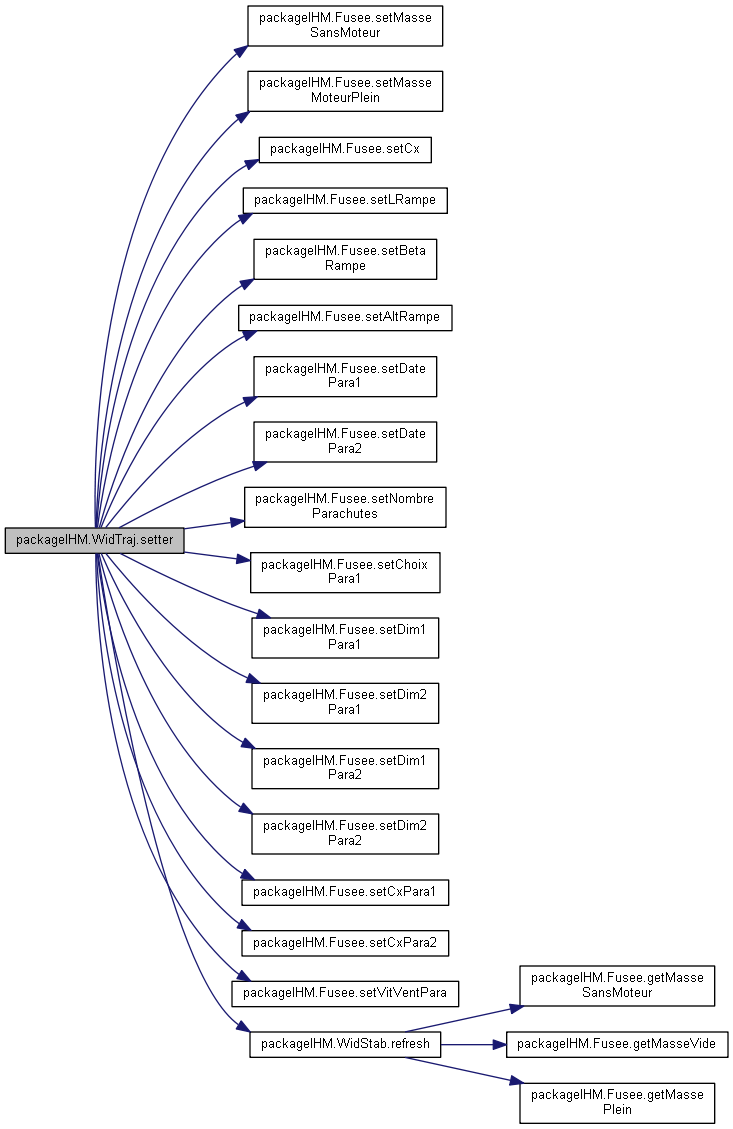 packageIHM.Fusee.setMasse
SansMoteur
packageIHM.Fusee.setMasse
MoteurPlein
packageIHM.Fusee.setCx
packageIHM.Fusee.setLRampe
packageIHM.Fusee.setBeta
Rampe
packageIHM.Fusee.setAltRampe
packageIHM.Fusee.setDate
Para1
packageIHM.Fusee.setDate
Para2
packageIHM.Fusee.setNombre
Parachutes
packageIHM.WidTraj.setter
packageIHM.Fusee.setChoix
Para1
packageIHM.Fusee.setDim1
Para1
packageIHM.Fusee.setDim2
Para1
packageIHM.Fusee.setDim1
Para2
packageIHM.Fusee.setDim2
Para2
packageIHM.Fusee.setCxPara1
packageIHM.Fusee.setCxPara2
packageIHM.Fusee.setVitVentPara
packageIHM.WidStab.refresh
packageIHM.Fusee.getMasse
SansMoteur
packageIHM.Fusee.getMasseVide
packageIHM.Fusee.getMasse
Plein